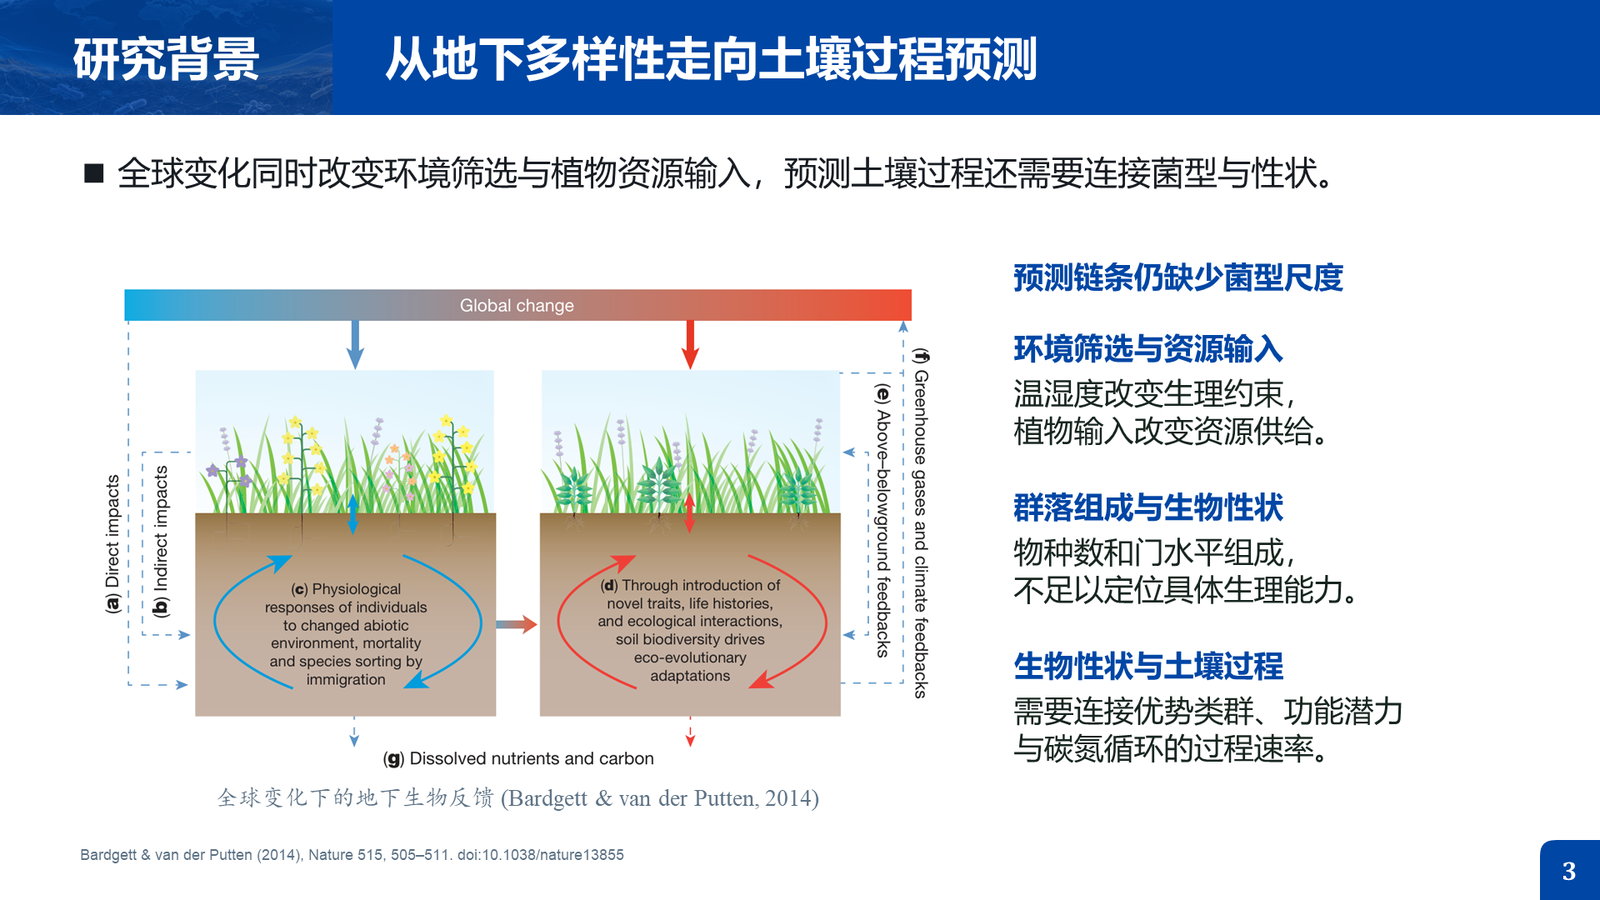 研究背景
从地下多样性走向土壤过程预测
■ 全球变化同时改变环境筛选与植物资源输入，预测土壤过程还需要连接菌型与性状。
Global change
(a) Direct impacts
(b) Indirect impacts
(c) Physiological
responses of individuals
to changed abiotic
environment, mortality
and species sorting by
immigration
(d) Through introduction of
novel traits, life histories,
and ecological interactions,
soil biodiversity drives
eco-evolutionary
adaptations
(e) Above–belowground feedbacks
(f) Greenhouse gases and climate feedbacks
(g) Dissolved nutrients and carbon
全球变化下的地下生物反馈 (Bardgett & van der Putten, 2014)
预测链条仍缺少菌型尺度
环境筛选与资源输入
温湿度改变生理约束，
植物输入改变资源供给。
群落组成与生物性状
物种数和门水平组成，
不足以定位具体生理能力。
生物性状与土壤过程
需要连接优势类群、功能潜力
与碳氮循环的过程速率。
Bardgett & van der Putten (2014), Nature 515, 505–511. doi:10.1038/nature13855
3